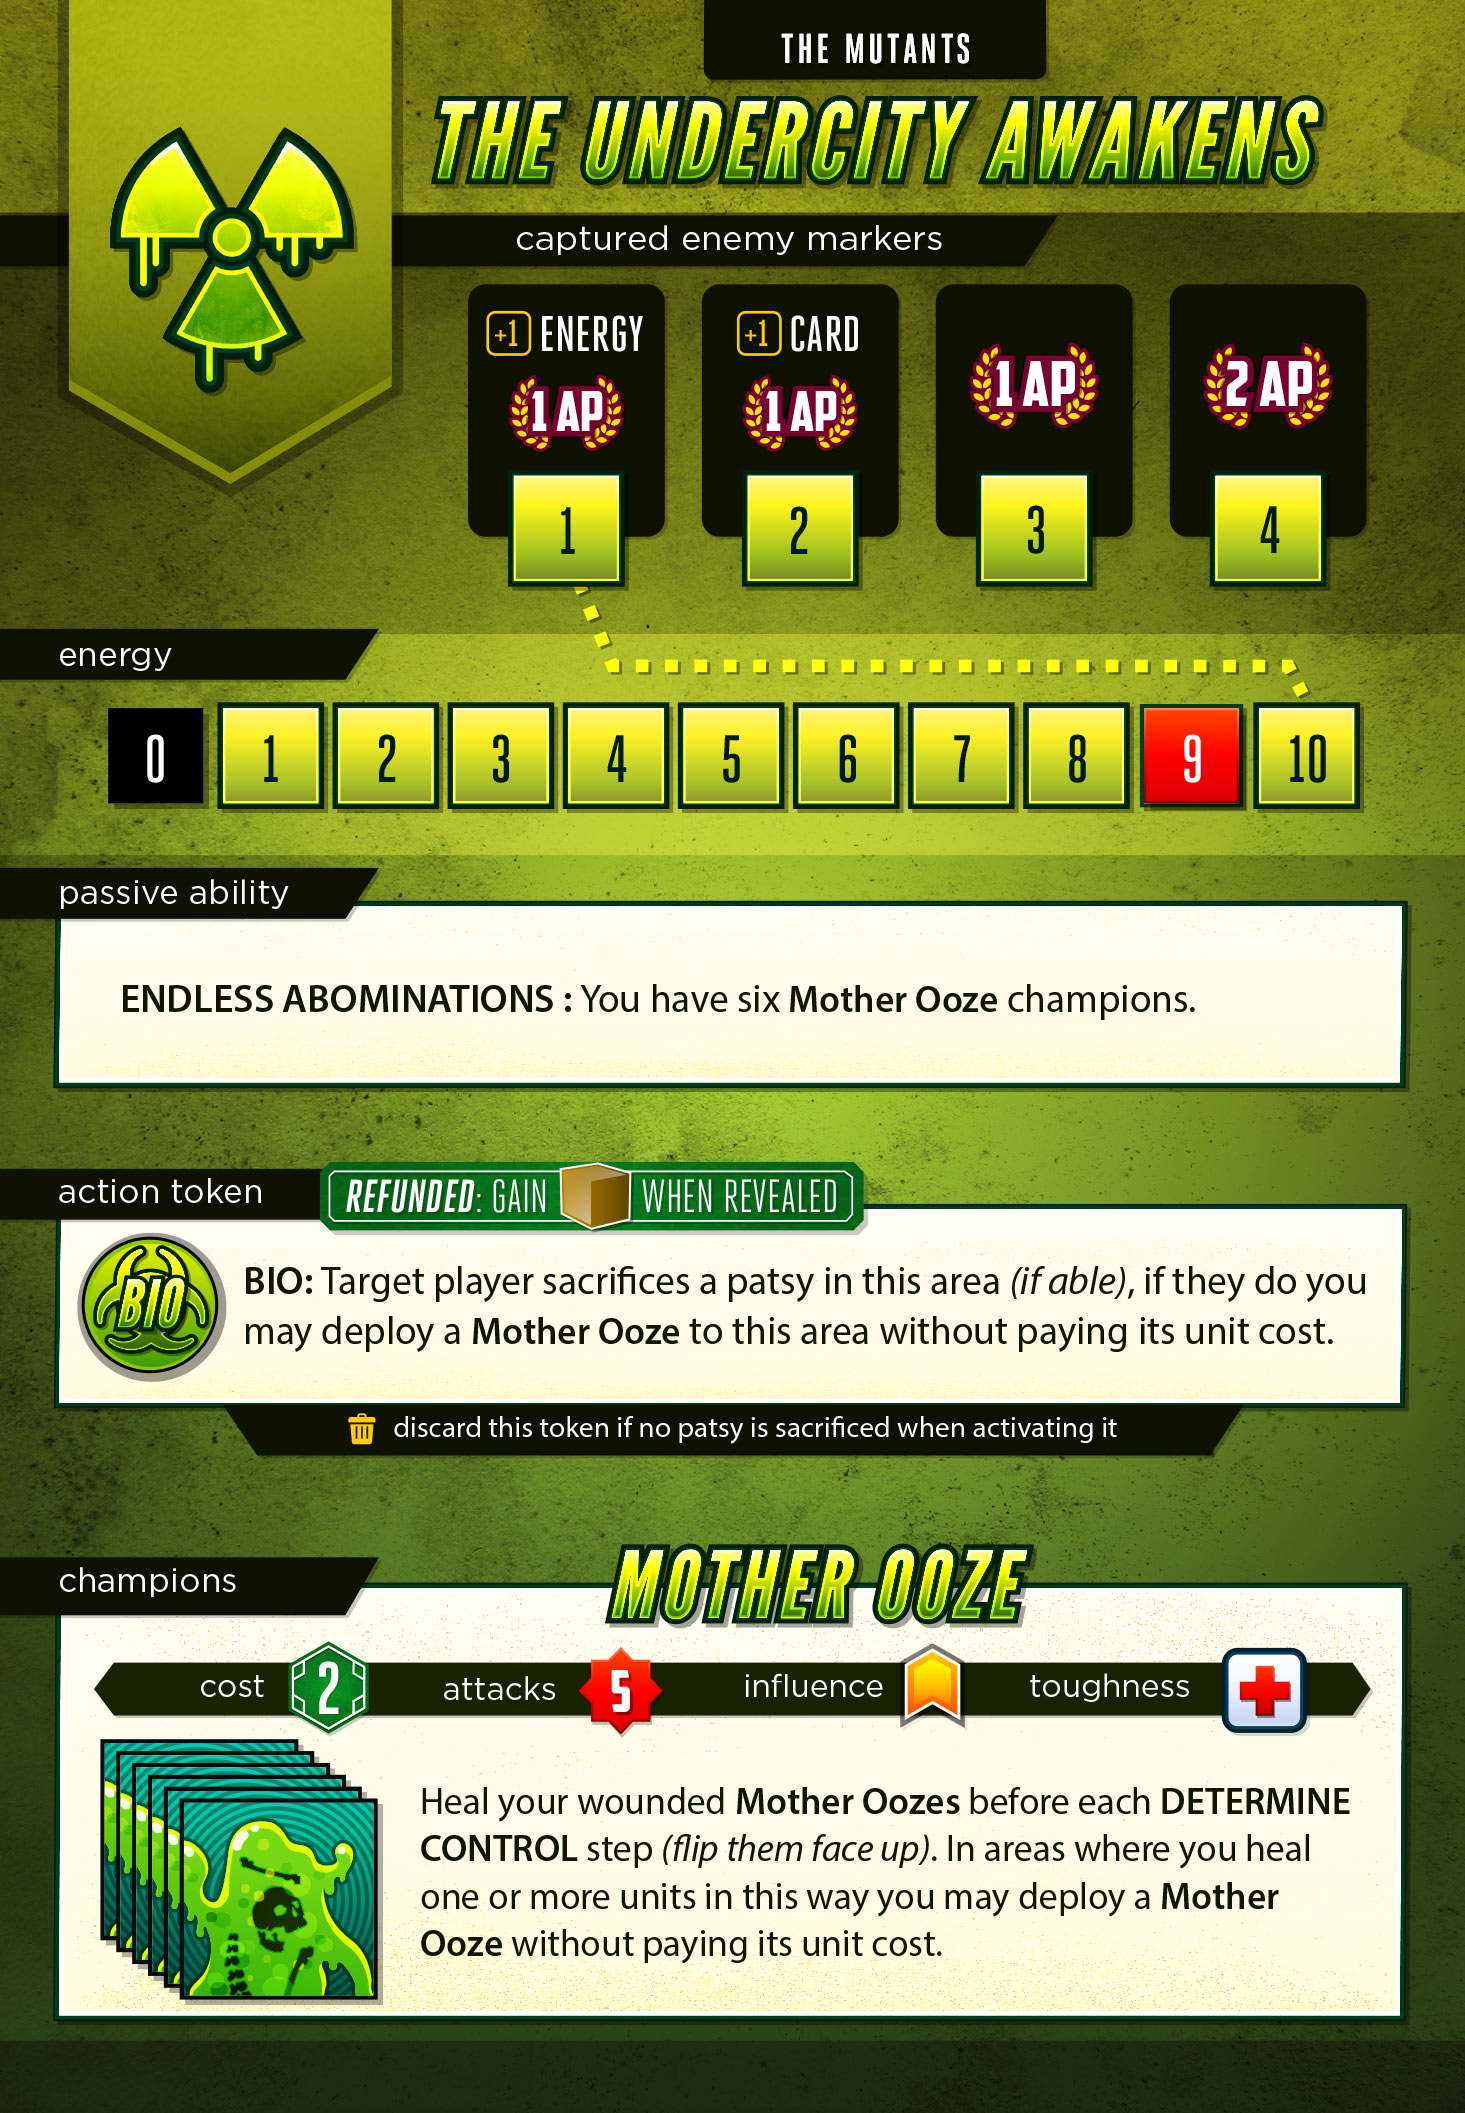 THE MUTANTS
THE UNDERCITY AWAKENS
captured enemy markers
+1 ENERGY
1 AP
1
+1 CARD
1 AP
2
1 AP
3
2 AP
4
energy
0 1 2 3 4 5 6 7 8 9 10
passive ability
ENDLESS ABOMINATIONS : You have six Mother Ooze champions.
action token
REFUNDED: GAIN WHEN REVEALED
BIO
BIO: Target player sacrifices a patsy in this area (if able), if they do you
may deploy a Mother Ooze to this area without paying its unit cost.
discard this token if no patsy is sacrificed when activating it
champions
MOTHER OOZE
cost 2 attacks 5 influence toughness
Heal your wounded Mother Oozes before each DETERMINE
CONTROL step (flip them face up). In areas where you heal
one or more units in this way you may deploy a Mother
Ooze without paying its unit cost.